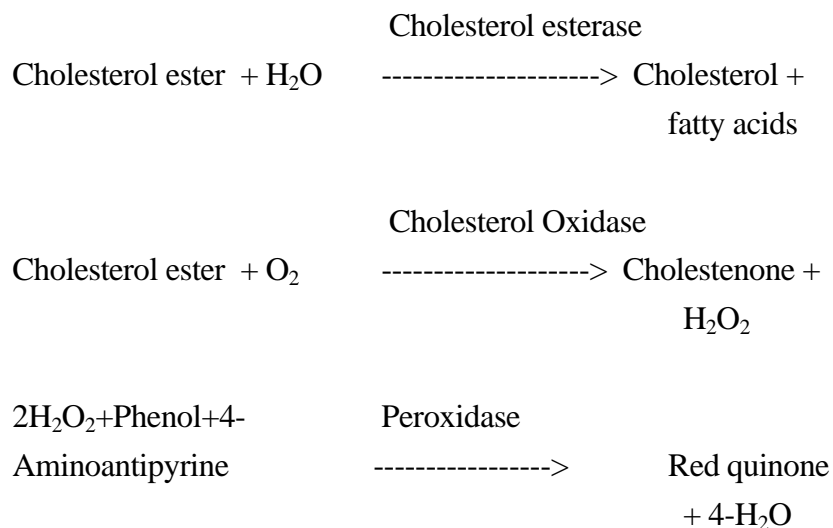 Cholesterol esterase
Cholesterol ester + H₂O --------------------> Cholesterol +
fatty acids
Cholesterol Oxidase
Cholesterol ester + O₂ -------------------> Cholestenone +
H₂O₂
2H₂O₂+Phenol+4- Peroxidase
Aminoantipyrine ----------------> Red quinone
+ 4-H₂O